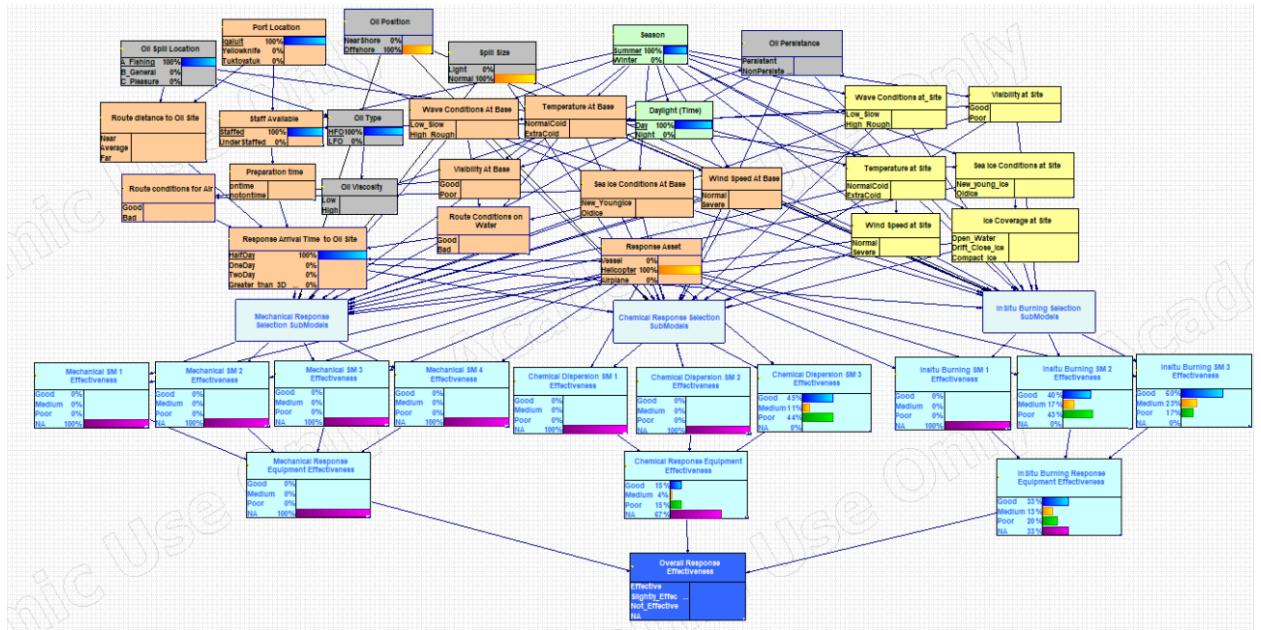 Port Location
Iqaluit 100%
Yellowknife 0%
Tuktoyatuk 0%
Oil Position
NearShore 0%
Offshore 100%
Oil Spill Location
A_Fishing 100%
B_General 0%
C_Pleasure 0%
Spill Size
Light 0%
Normal 100%
Season
Summer 100%
Winter 0%
Oil Persistance
Persistent
NonPersiste ...
Route distance to Oil Site
Near
Average
Far
Staff Available
Staffed 100%
UnderStaffed 0%
Oil Type
HFO 100%
LFO 0%
Wave Conditions At Base
Low_Slow
High_Rough
Temperature At Base
NormalCold
ExtraCold
Daylight (Time)
Day 100%
Night 0%
Wave Conditions at_Site
Low_Slow
High_Rough
Visibility at Site
Good
Poor
Preparation time
ontime
notontime
Route conditions for Air
Good
Bad
Oil Viscosity
Low
High
Visibility At Base
Good
Poor
Sea Ice Conditions At Base
New_YoungIce
OldIce
Wind Speed At Base
Normal
Severe
Temperature at Site
NormalCold
ExtraCold
Sea Ice Conditions at Site
New_young_Ice
OldIce
Route Conditions on
Water
Good
Bad
Wind Speed at Site
Normal
Severe
Ice Coverage at Site
Open_Water
Drift_Close_Ice
Compact_Ice
Response Arrival Time to Oil Site
HalfDay 100%
OneDay 0%
TwoDay 0%
Greater than 3D ... 0%
Response Asset
Vessel 0%
Helicopter 100%
Airplane 0%
Mechanical Response
Selection SubModels
Chemical Response Selection
SubModels
InSitu Burning Selection
SubModels
Mechanical SM 1
Effectiveness
Good 0%
Medium 0%
Poor 0%
NA 100%
Mechanical SM 2
Effectiveness
Good 0%
Medium 0%
Poor 0%
NA 100%
Mechanical SM 3
Effectiveness
Good 0%
Medium 0%
Poor 0%
NA 100%
Mechanical SM 4
Effectiveness
Good 0%
Medium 0%
Poor 0%
NA 100%
Chemical Dispersion SM 1
Effectiveness
Good 0%
Medium 0%
Poor 0%
NA 100%
Chemical Dispersion SM 2
Effectiveness
Good 0%
Medium 0%
Poor 0%
NA 100%
Chemical Dispersion SM 3
Effectiveness
Good 45%
Medium 11%
Poor 44%
NA 0%
Insitu Burning SM 1
Effectiveness
Good 0%
Medium 0%
Poor 0%
NA 100%
Insitu Burning SM 2
Effectiveness
Good 40%
Medium 17%
Poor 43%
NA 0%
Insitu Burning SM 3
Effectiveness
Good 60%
Medium 23%
Poor 17%
NA 0%
Mechanical Response
Equipment Effectiveness
Good 0%
Medium 0%
Poor 0%
NA 100%
Chemical Response Equipment
Effectiveness
Good 15%
Medium 4%
Poor 15%
NA 67%
InSitu Burning Response
Equipment Effectiveness
Good 33%
Medium 13%
Poor 20%
NA 33%
Overall Response
Effectiveness
Effective
Slightly_Effec ...
Not_Effective
NA
Academic Use Only